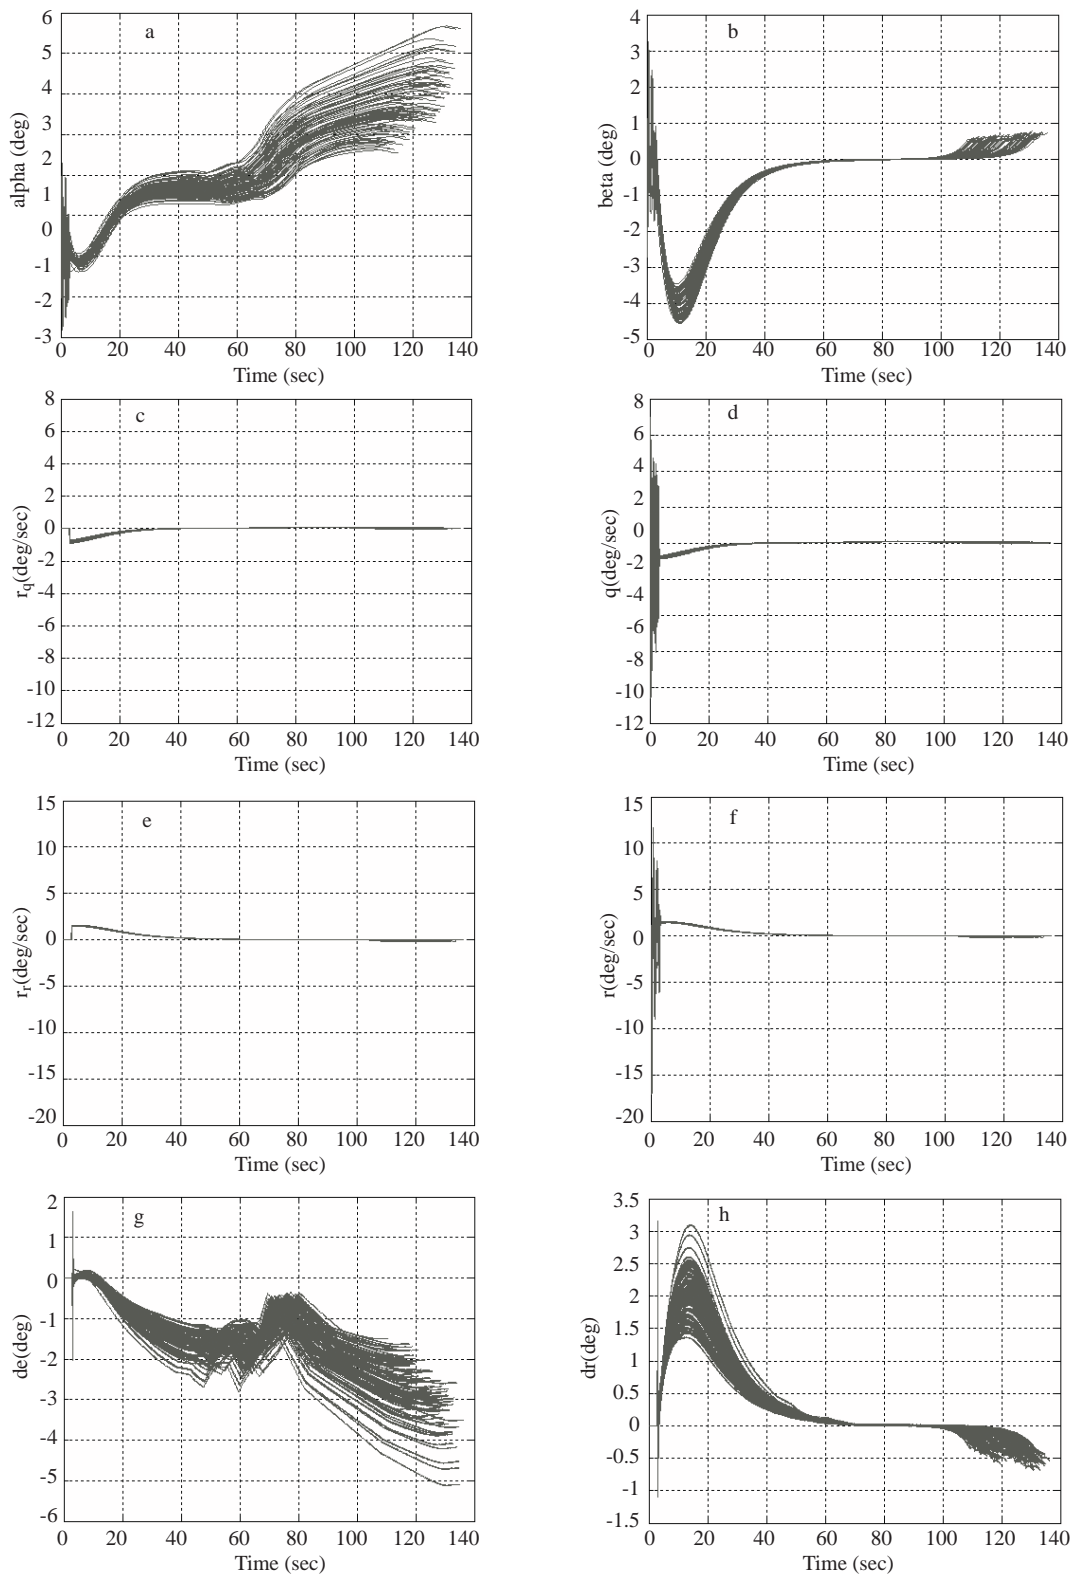 a
6
5
4
3
2
1
0
-1
-2
-3
alpha (deg)
0 20 40 60 80 100 120 140
Time (sec)
b
4
3
2
1
0
-1
-2
-3
-4
-5
beta (deg)
0 20 40 60 80 100 120 140
Time (sec)
c
8
6
4
2
0
-2
-4
-6
-8
-10
-12
rq(deg/sec)
0 20 40 60 80 100 120 140
Time (sec)
d
8
6
4
2
0
-2
-4
-6
-8
-10
-12
q(deg/sec)
0 20 40 60 80 100 120 140
Time (sec)
e
15
10
5
0
-5
-10
-15
-20
rr(deg/sec)
0 20 40 60 80 100 120 140
Time (sec)
f
15
10
5
0
-5
-10
-15
-20
r(deg/sec)
0 20 40 60 80 100 120 140
Time (sec)
g
2
1
0
-1
-2
-3
-4
-5
-6
de(deg)
0 20 40 60 80 100 120 140
Time (sec)
h
3.5
3
2.5
2
1.5
1
0.5
0
-0.5
-1
-1.5
dr(deg)
0 20 40 60 80 100 120 140
Time (sec)